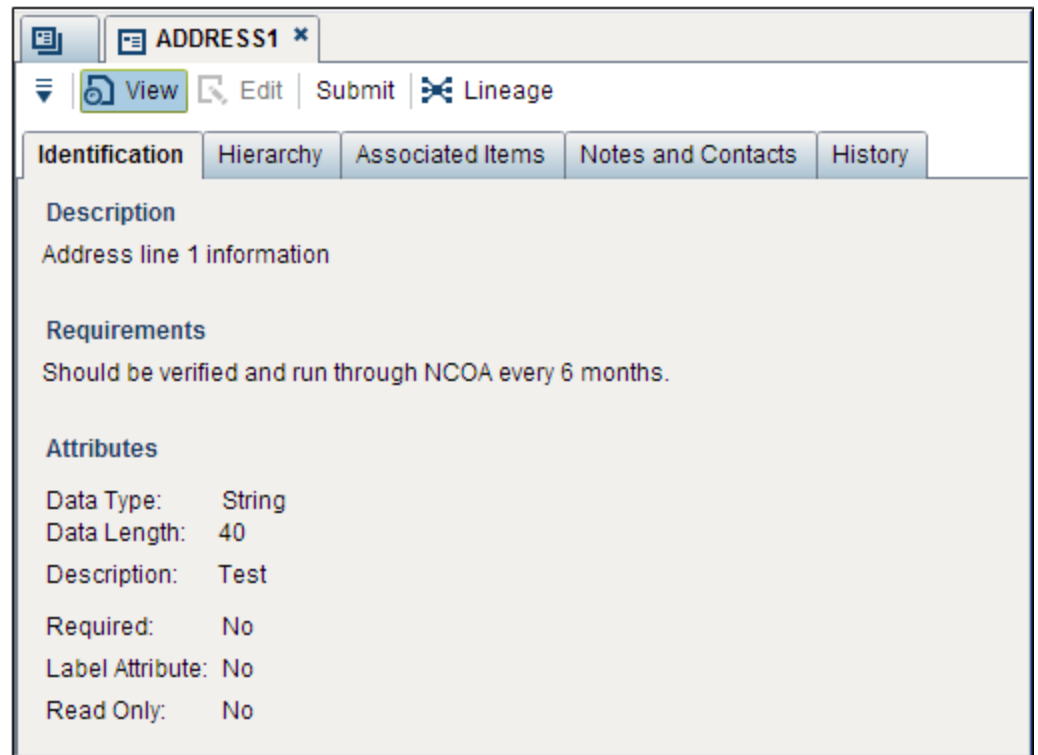 ADDRESS1 ×
View Edit Submit Lineage
Identification Hierarchy Associated Items Notes and Contacts History
Description
Address line 1 information
Requirements
Should be verified and run through NCOA every 6 months.
Attributes
Data Type: String
Data Length: 40
Description: Test
Required: No
Label Attribute: No
Read Only: No